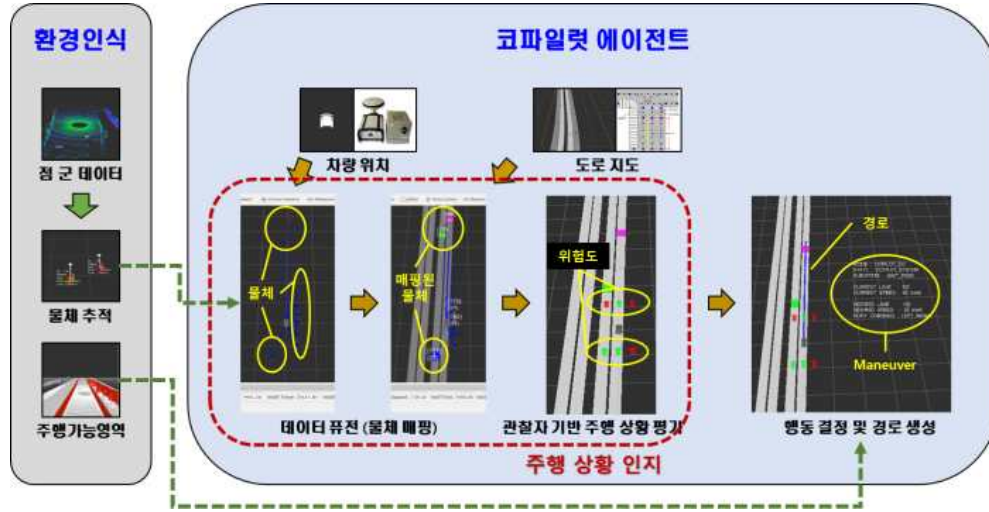 환경인식
코파일럿 에이전트
점 군 데이터
차량 위치
도로 지도
물체 추적
물체
매핑된
물체
위험도
경로
Maneuver
주행가능영역
데이터 퓨전 (물체 매핑)
관찰자 기반 주행 상황 평가
행동 결정 및 경로 생성
주행 상황 인지